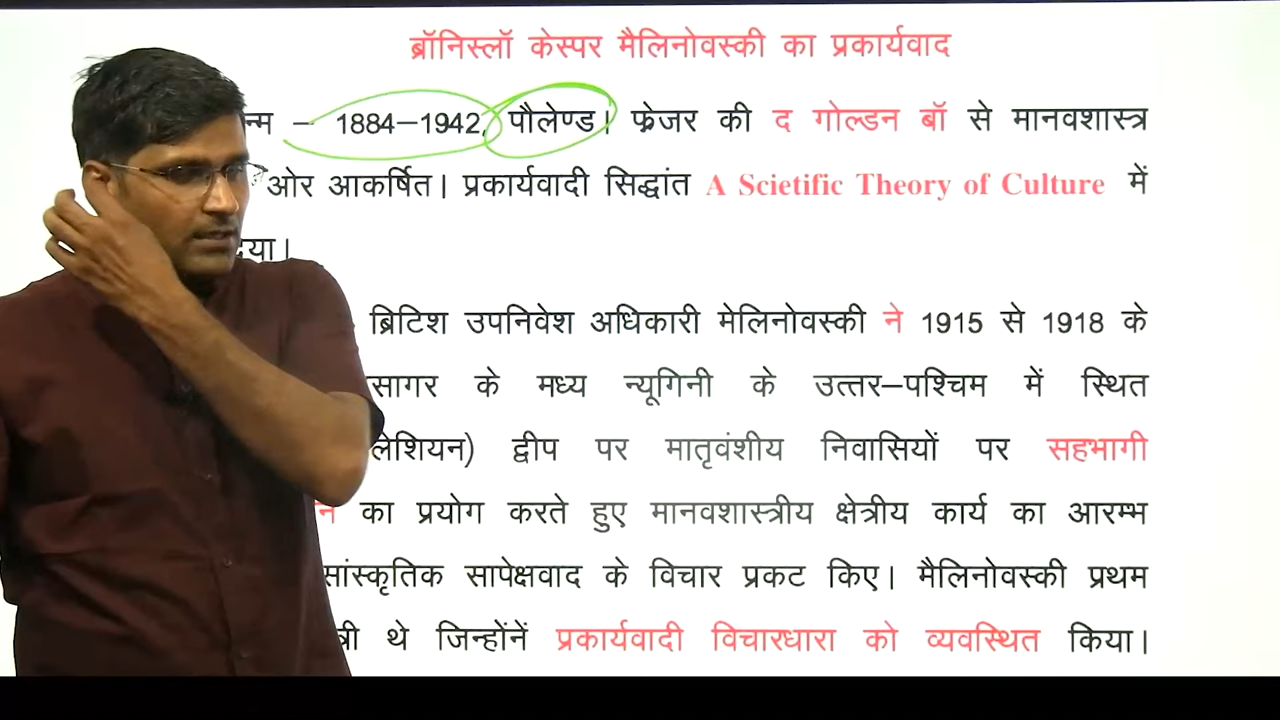 ब्रॉनिस्लॉ केस्पर मैलिनोवस्की का प्रकार्यवाद
– 1884–1942, पौलेण्ड। फ्रेजर की द गोल्डन बॉ से मानवशास्त्र
ओर आकर्षित। प्रकार्यवादी सिद्धांत A Scietific Theory of Culture में
ब्रिटिश उपनिवेश अधिकारी मेलिनोवस्की ने 1915 से 1918 के
सागर के मध्य न्यूगिनी के उत्तर–पश्चिम में स्थित
द्वीप पर मातृवंशीय निवासियों पर सहभागी
का प्रयोग करते हुए मानवशास्त्रीय क्षेत्रीय कार्य का आरम्भ
सांस्कृतिक सापेक्षवाद के विचार प्रकट किए। मैलिनोवस्की प्रथम
थे जिन्होंनें प्रकार्यवादी विचारधारा को व्यवस्थित किया।